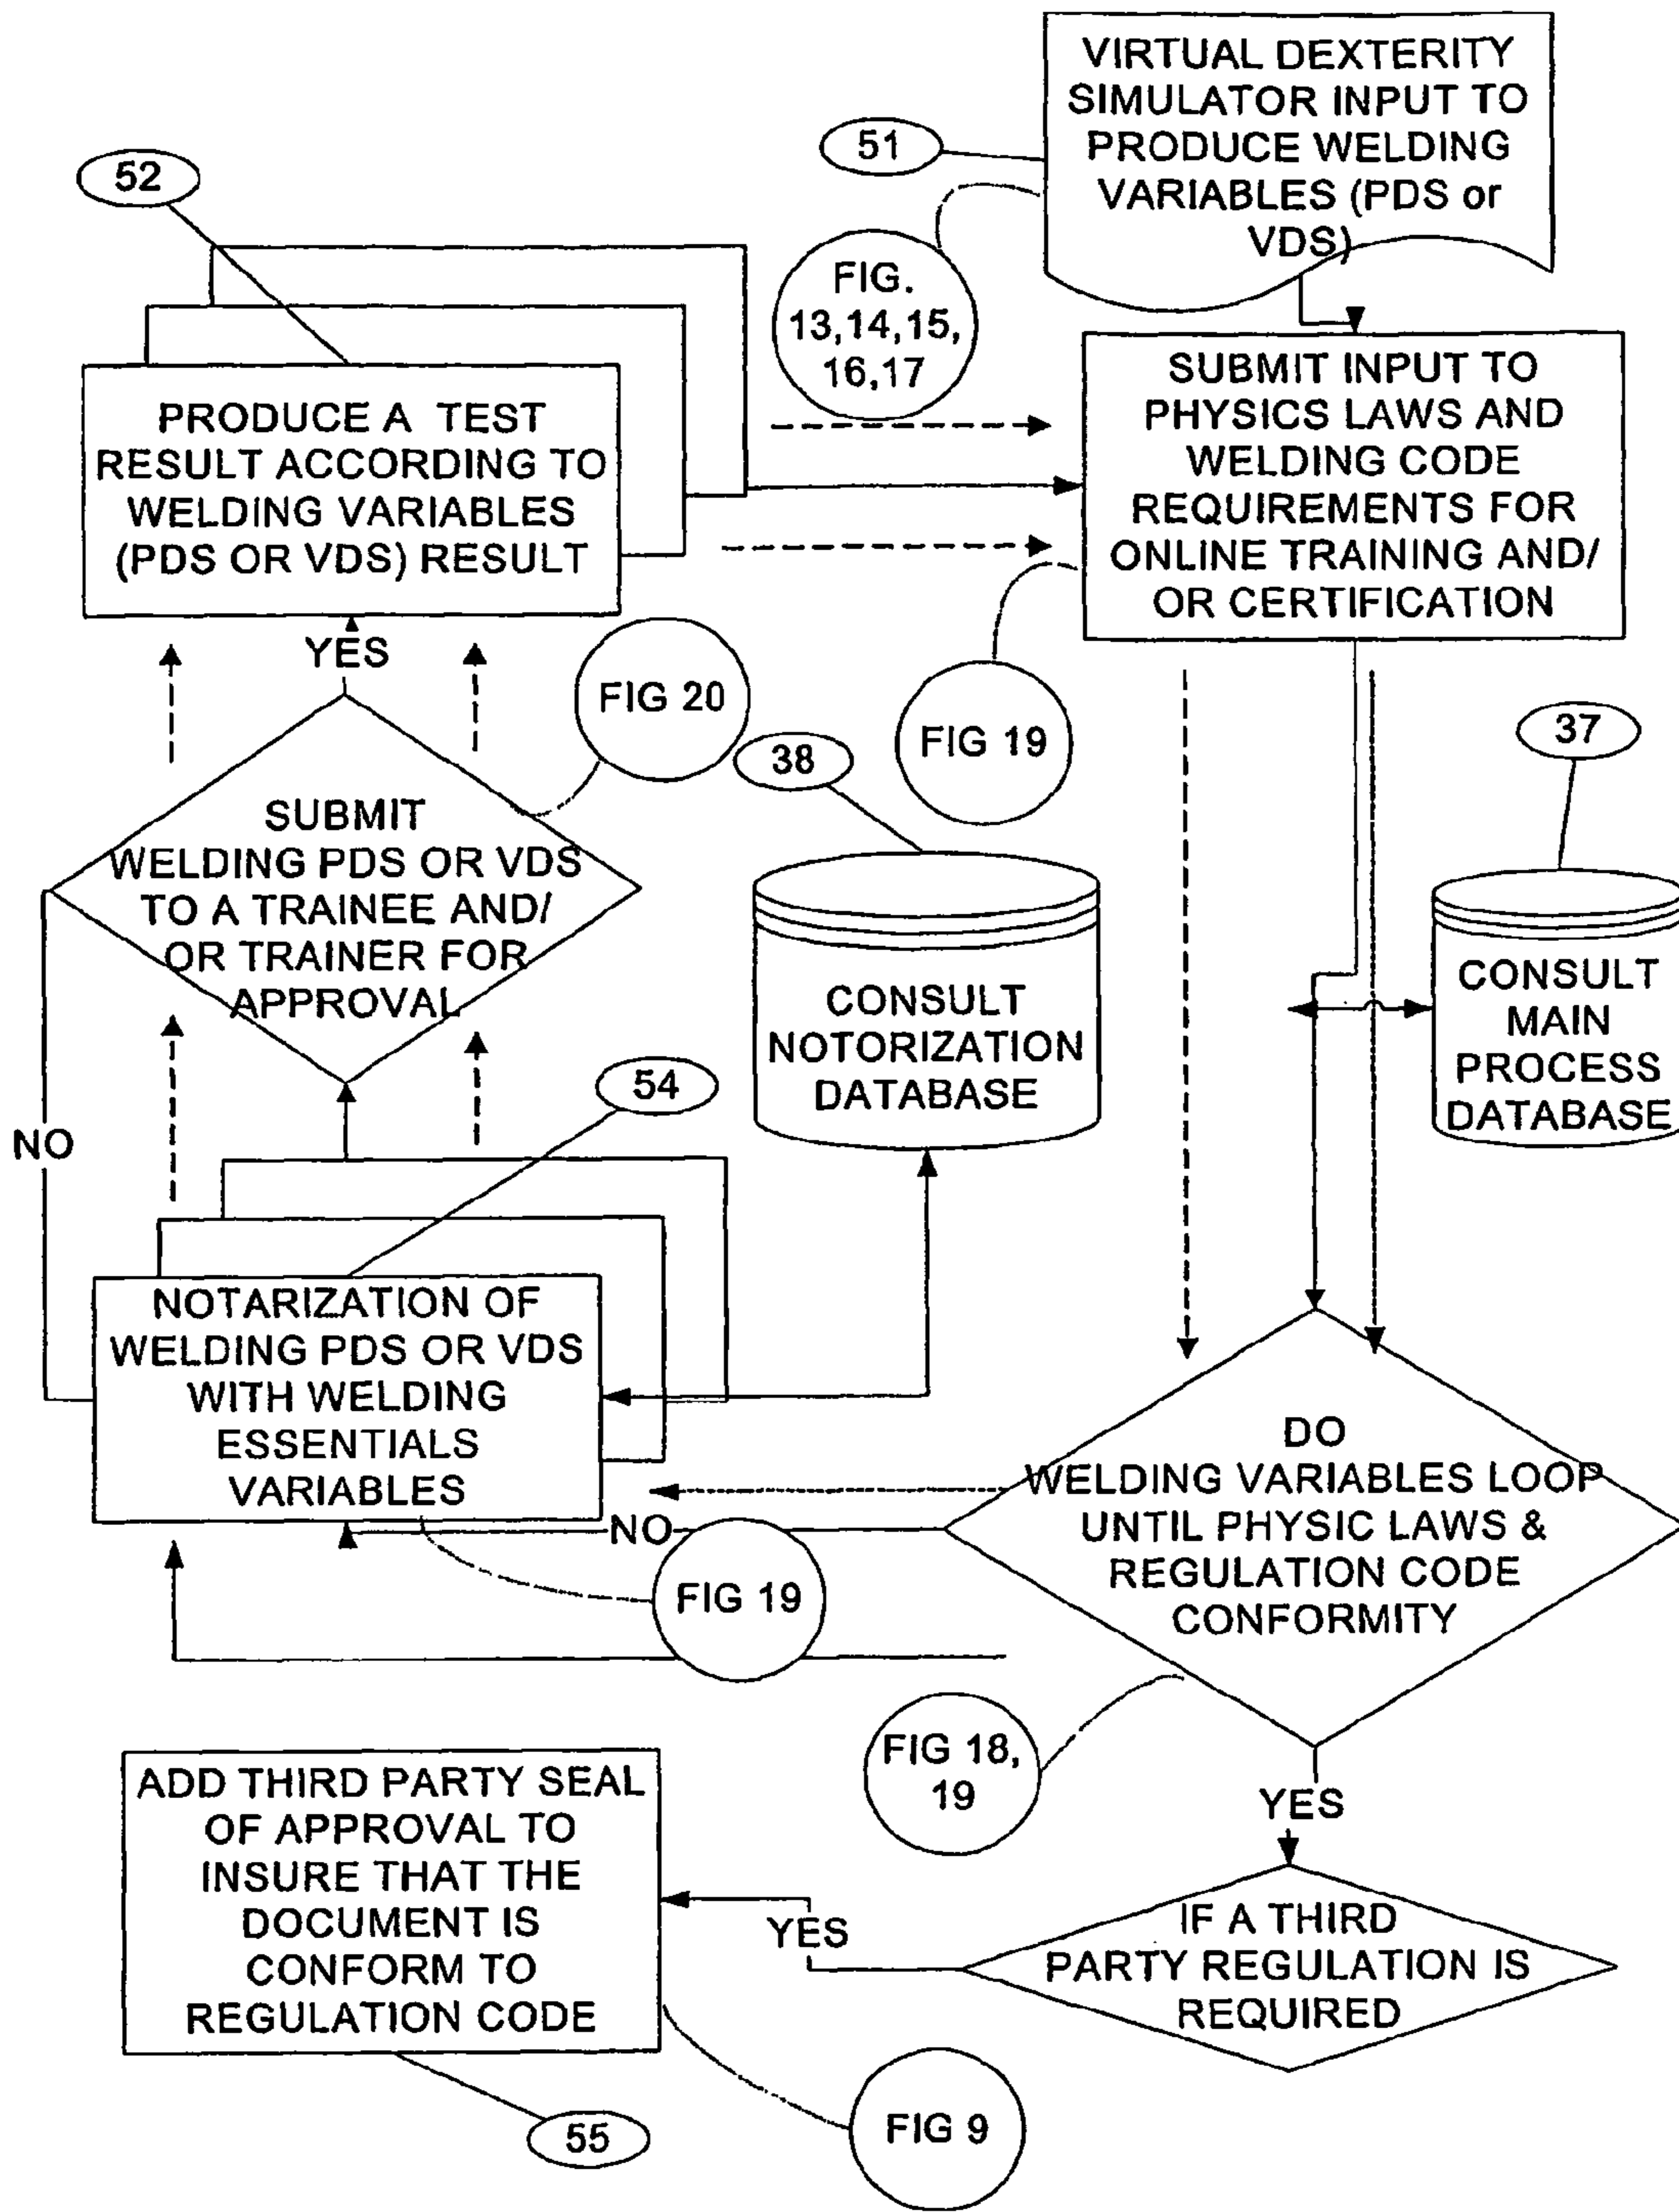 VIRTUAL DEXTERITY
SIMULATOR INPUT TO
PRODUCE WELDING
VARIABLES (PDS or
VDS)
51
52
FIG.
13,14,15,
16,17
PRODUCE A TEST
RESULT ACCORDING TO
WELDING VARIABLES
(PDS OR VDS) RESULT
SUBMIT INPUT TO
PHYSICS LAWS AND
WELDING CODE
REQUIREMENTS FOR
ONLINE TRAINING AND/
OR CERTIFICATION
YES
FIG 20
FIG 19
38
37
SUBMIT
WELDING PDS OR VDS
TO A TRAINEE AND/
OR TRAINER FOR
APPROVAL
CONSULT
NOTORIZATION
DATABASE
CONSULT
MAIN
PROCESS
DATABASE
54
NO
NOTARIZATION OF
WELDING PDS OR VDS
WITH WELDING
ESSENTIALS
VARIABLES
DO
WELDING VARIABLES LOOP
UNTIL PHYSIC LAWS &
REGULATION CODE
CONFORMITY
NO
FIG 19
FIG 18,
19
YES
ADD THIRD PARTY SEAL
OF APPROVAL TO
INSURE THAT THE
DOCUMENT IS
CONFORM TO
REGULATION CODE
YES
IF A THIRD
PARTY REGULATION IS
REQUIRED
55
FIG 9